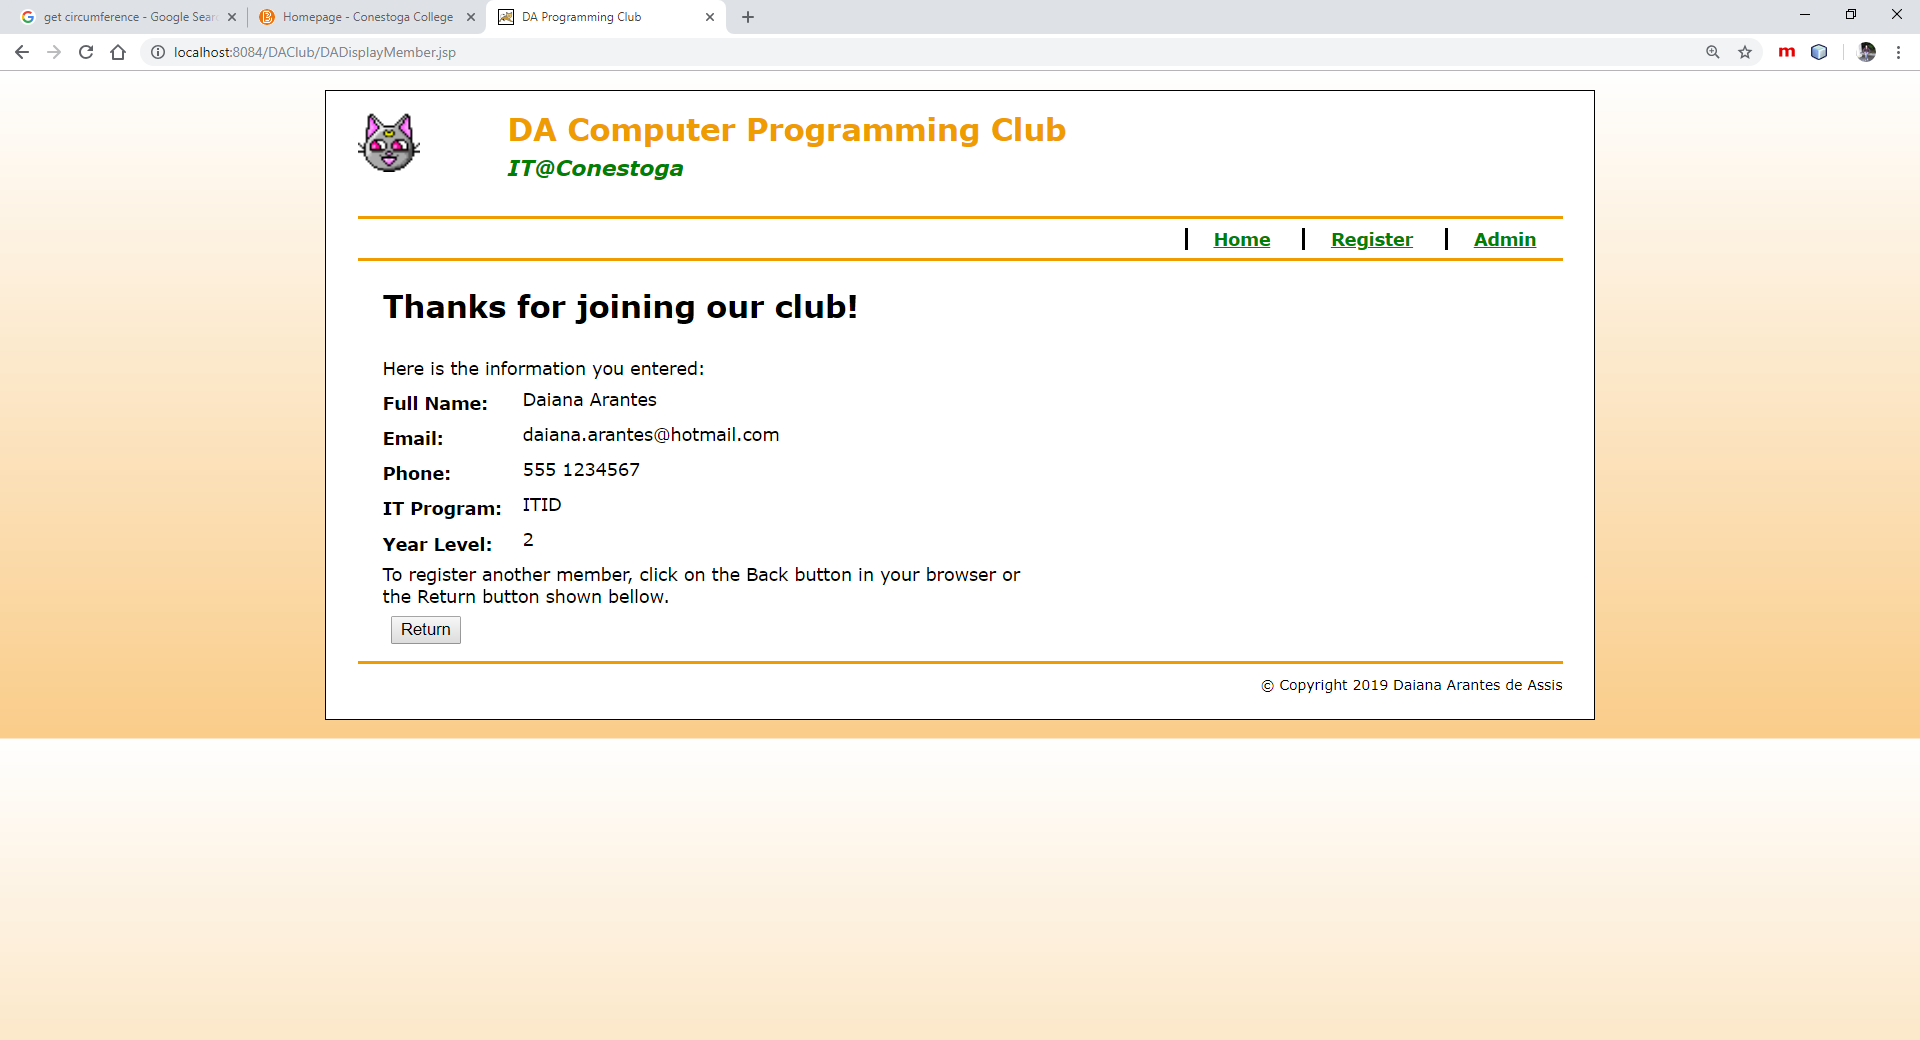 get circumference - Google Sear
Homepage - Conestoga College
DA Programming Club
localhost:8084/DAClub/DADisplayMember.jsp
m
DA Computer Programming Club
IT@Conestoga
Home
Register
Admin
Thanks for joining our club!
Here is the information you entered:
Full Name: Daiana Arantes
Email: daiana.arantes@hotmail.com
Phone: 555 1234567
IT Program: ITID
Year Level: 2
To register another member, click on the Back button in your browser or
the Return button shown bellow.
Return
© Copyright 2019 Daiana Arantes de Assis